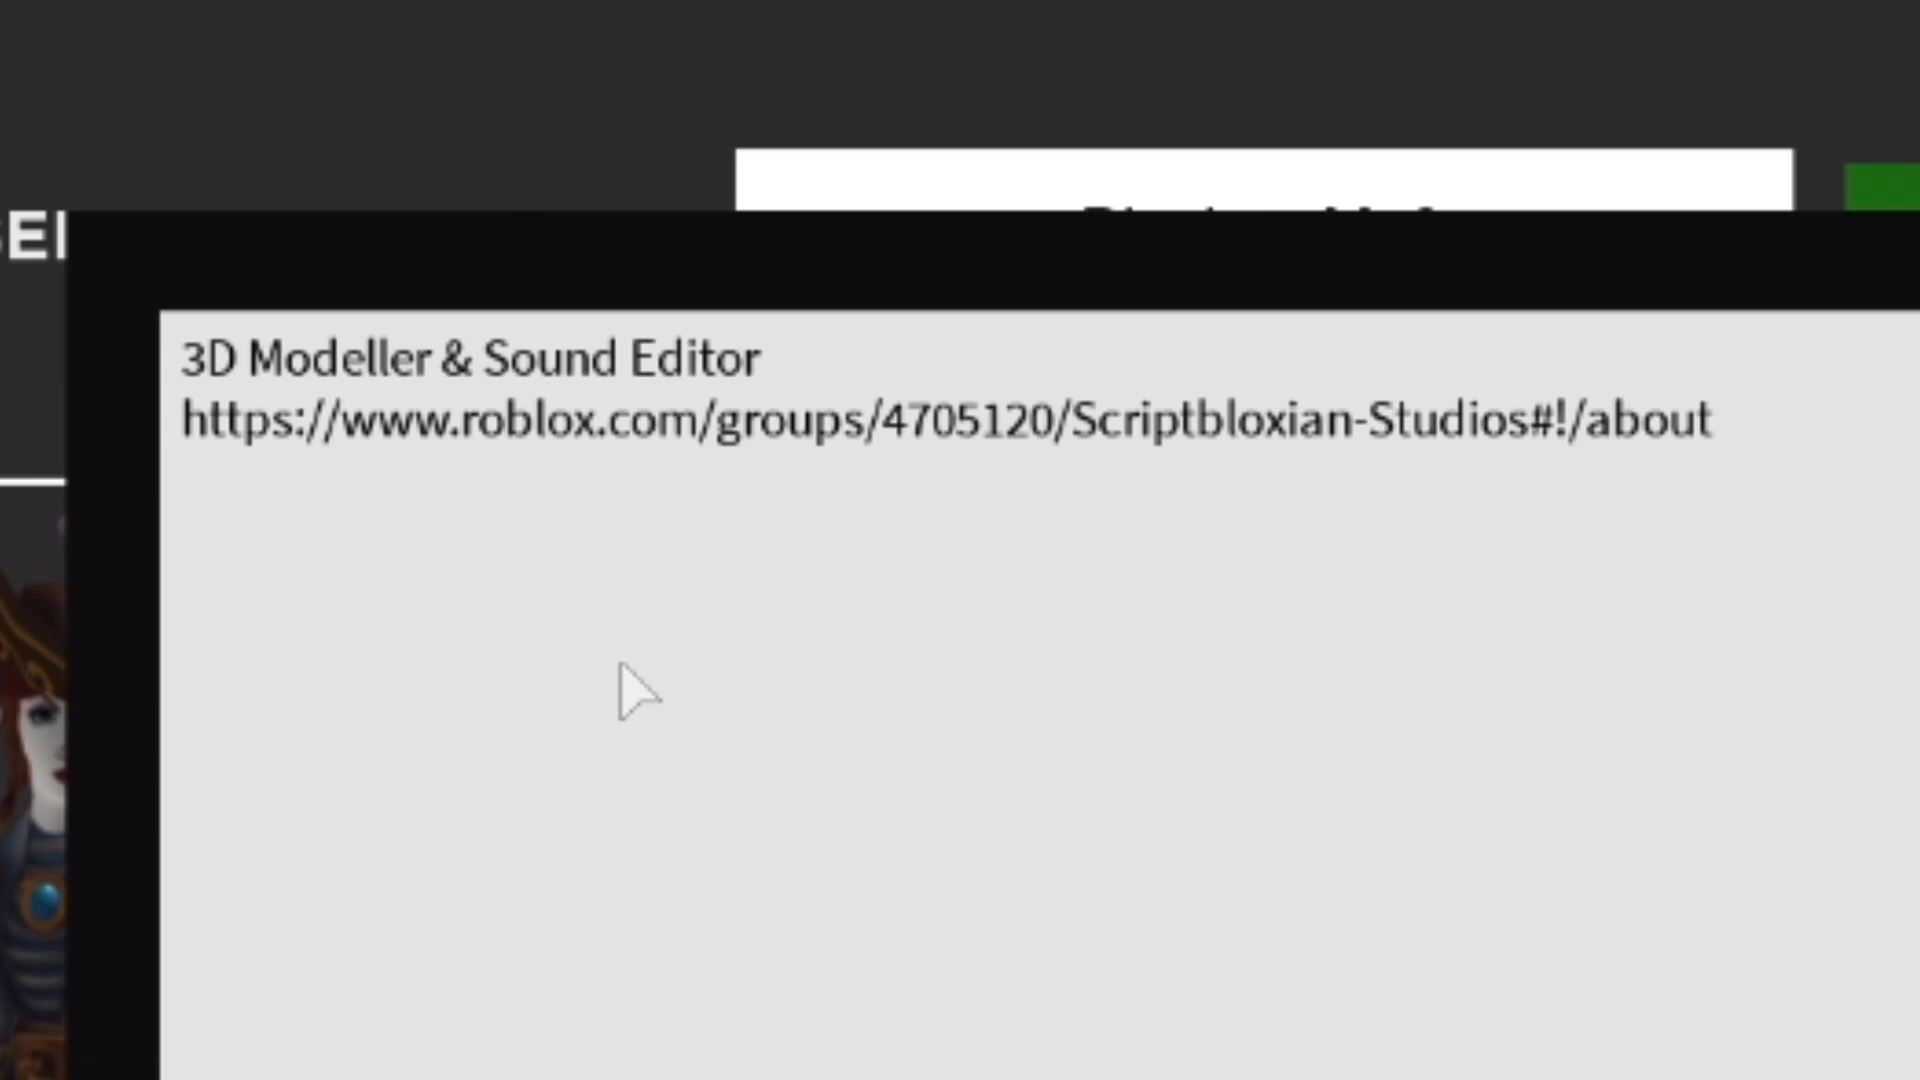 3D Modeller & Sound Editor
https://www.roblox.com/groups/4705120/Scriptbloxian-Studios#!/about